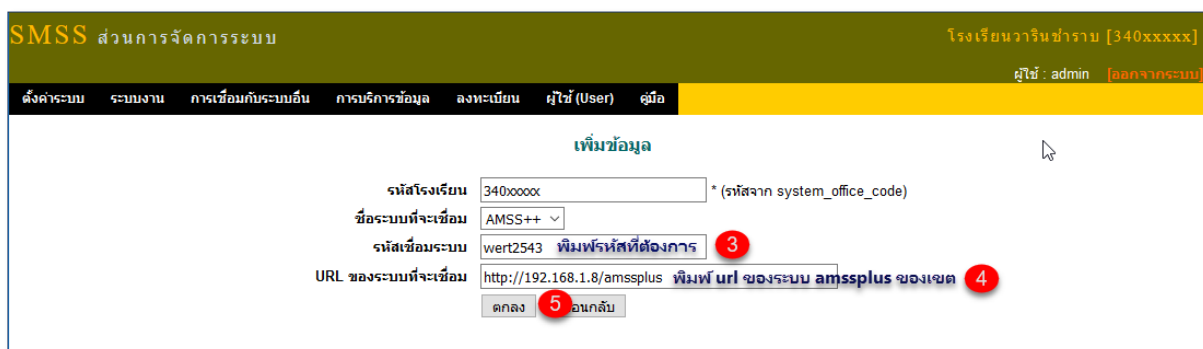 SMSS ส่วนการจัดการระบบ
โรงเรียนวารินชำราบ [340xxxxx]
ผู้ใช้ : admin [ออกจากระบบ]
ตั้งค่าระบบ ระบบงาน การเชื่อมกับระบบอื่น การบริการข้อมูล ลงทะเบียน ผู้ใช้ (User) คู่มือ
เพิ่มข้อมูล
รหัสโรงเรียน 340xxxxx * (รหัสจาก system_office_code)
ชื่อระบบที่จะเชื่อม AMSS++
รหัสเชื่อมระบบ wert2543 พิมพ์รหัสที่ต้องการ 3
URL ของระบบที่จะเชื่อม http://192.168.1.8/amssplus พิมพ์ url ของระบบ amssplus ของเขต 4
ตกลง 5 อนกลับ